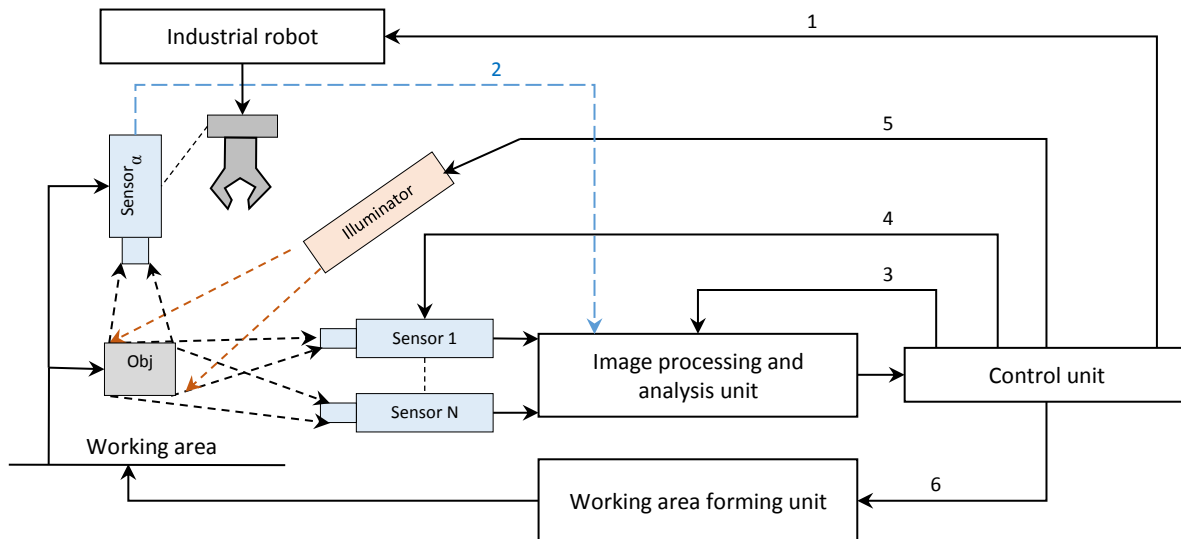 1
Industrial robot
2
5
Sensorα
Illuminator
4
3
Sensor 1
Obj
Image processing and
analysis unit
Control unit
Sensor N
Working area
6
Working area forming unit